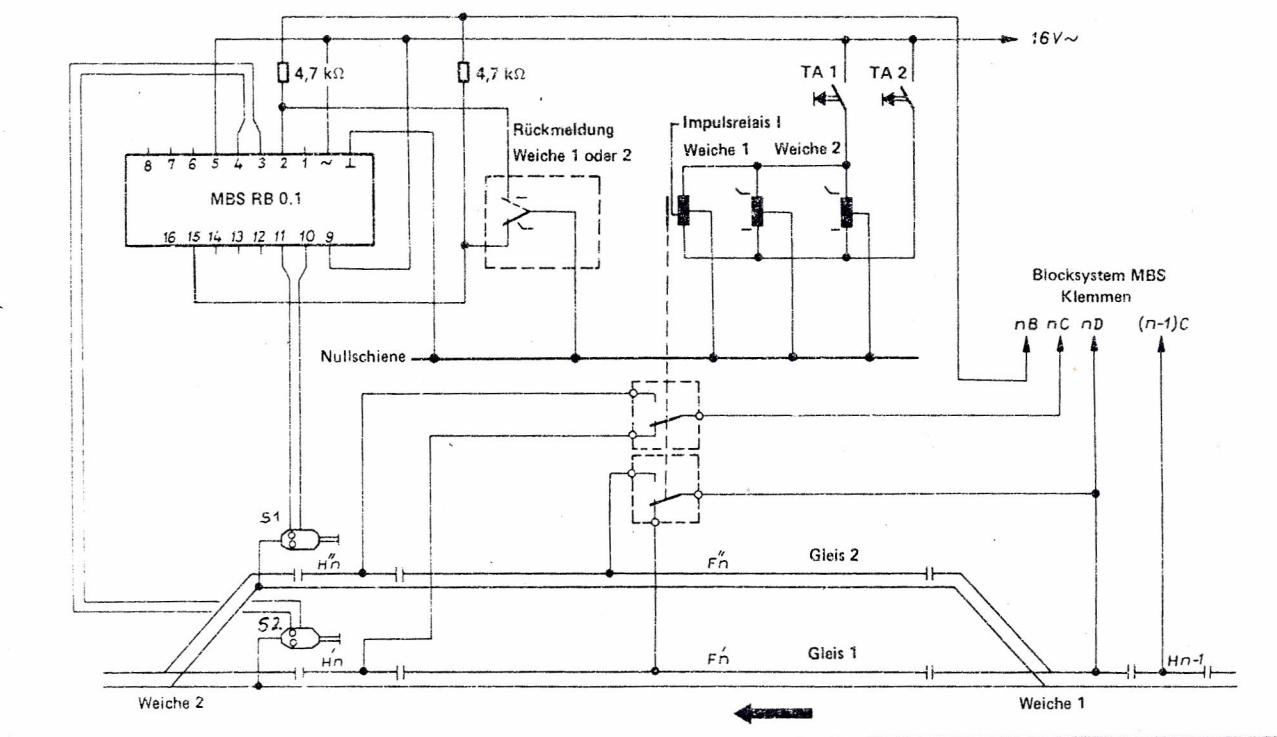 16V~
4,7 kΩ
4,7 kΩ
TA 1
TA 2
Rückmeldung
Weiche 1 oder 2
Impulsrelais I
Weiche 1
Weiche 2
8 7 6 5 4 3 2 1 ~ ⊥
MBS RB 0.1
16 15 14 13 12 11 10 9
Blocksystem MBS
Klemmen
nB nC nD (n-1)C
Nullschiene
S1
H"n
F"n
Gleis 2
S2
H'n
F'n
Gleis 1
Hn-1
Weiche 2
Weiche 1